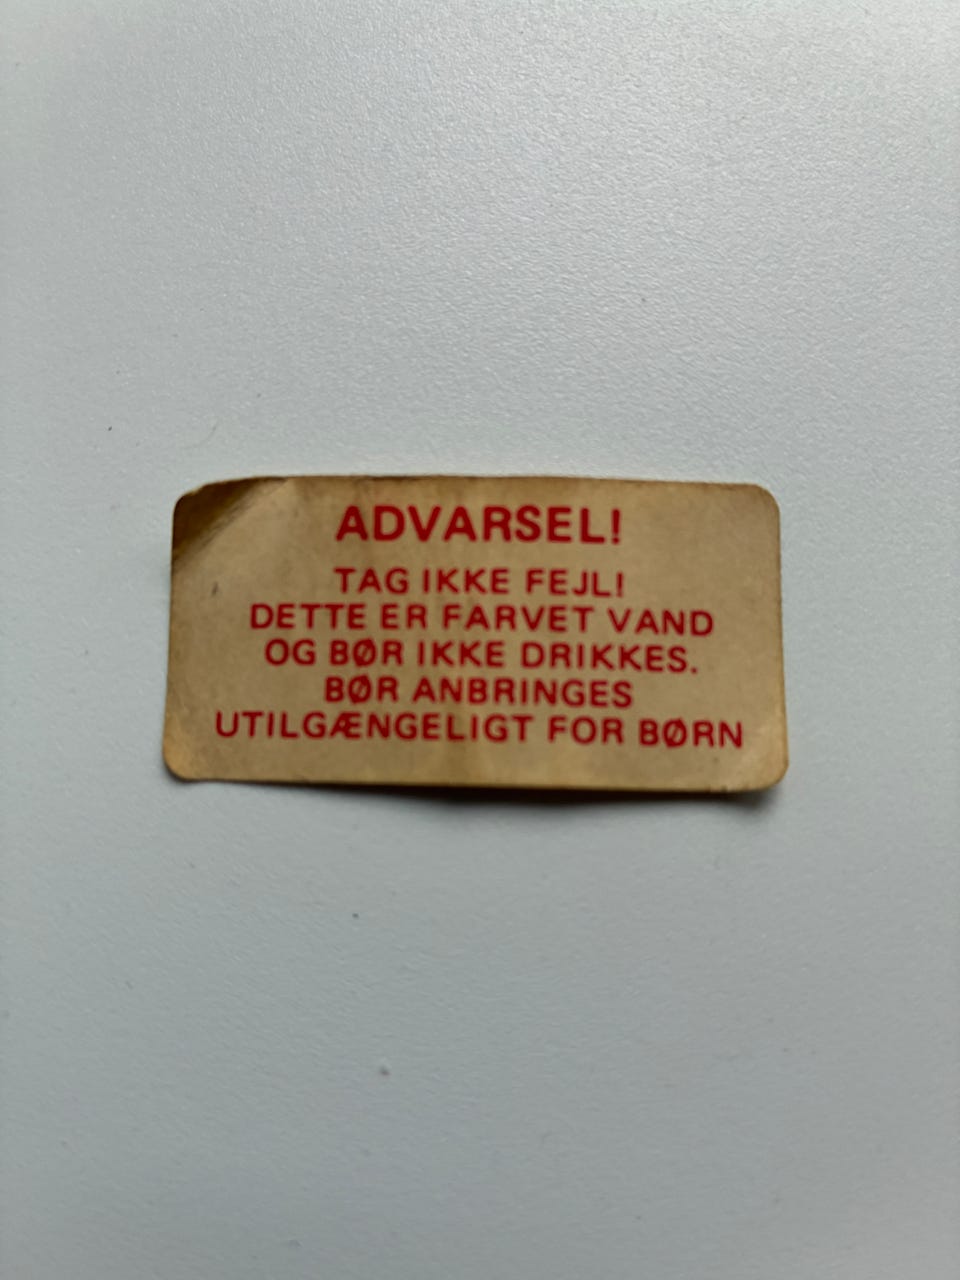 ADVARSEL!
TAG IKKE FEJL!
DETTE ER FARVET VAND
OG BØR IKKE DRIKKES.
BØR ANBRINGES
UTILGÆNGELIGT FOR BØRN